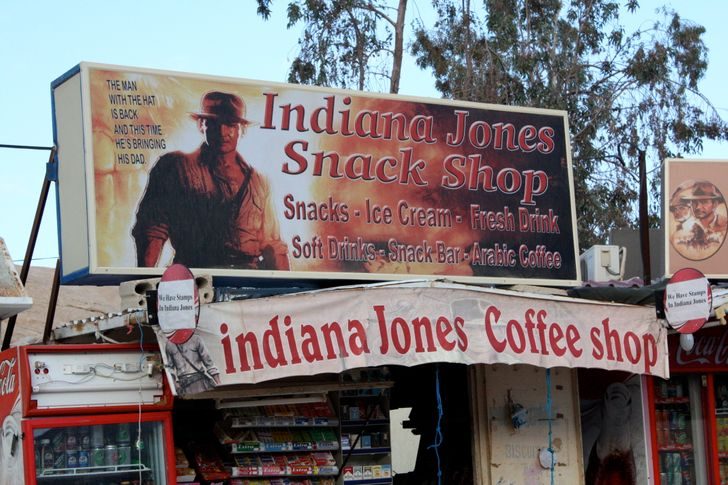 THE MAN
WITH THE HAT
IS BACK
AND THIS TIME
HE'S BRINGING
HIS DAD.
Indiana Jones
Snack Shop
Snacks - Ice Cream - Fresh Drink
Soft Drinks - Snack Bar - Arabic Coffee
We Have Stamps
In Indiana Jones
We Have Stamps
In Indiana Jones
indiana Jones Coffee shop
BISCUIT
Extra